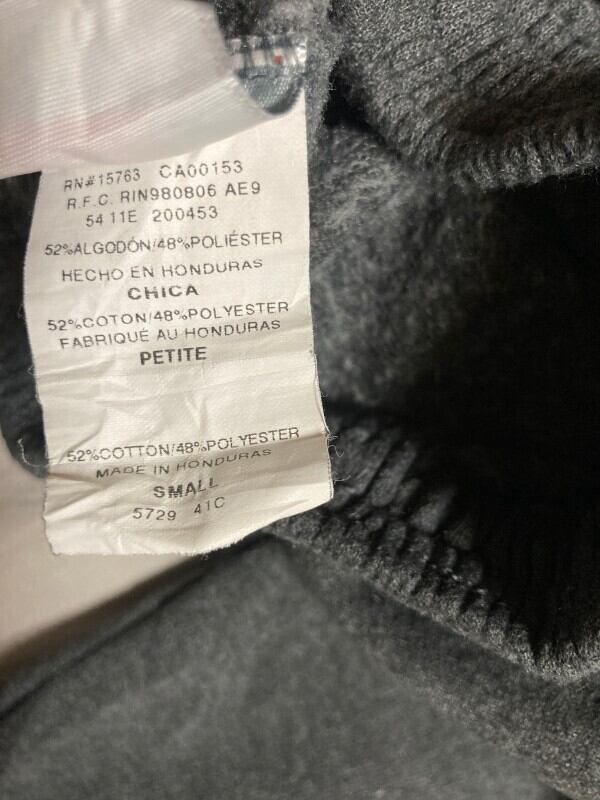 RN#15763 CA00153
R.F.C. RIN980806 AE9
54 11E 200453
52%ALGODÓN/48%POLIÉSTER
HECHO EN HONDURAS
CHICA
52%COTON/48%POLYESTER
FABRIQUÉ AU HONDURAS
PETITE
52%COTTON/48%POLYESTER
MADE IN HONDURAS
SMALL
5729 41C